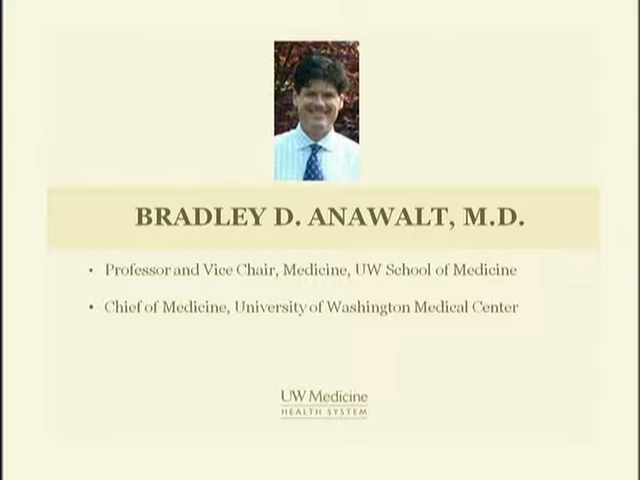 BRADLEY D. ANAWALT, M.D.
• Professor and Vice Chair, Medicine, UW School of Medicine
• Chief of Medicine, University of Washington Medical Center
UW Medicine
HEALTH SYSTEM